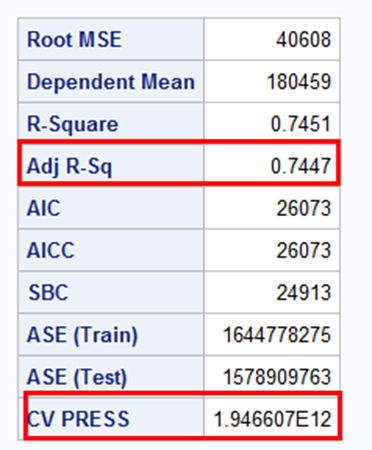 Root MSE 40608
Dependent Mean 180459
R-Square 0.7451
Adj R-Sq 0.7447
AIC 26073
AICC 26073
SBC 24913
ASE (Train) 1644778275
ASE (Test) 1578909763
CV PRESS 1.946607E12